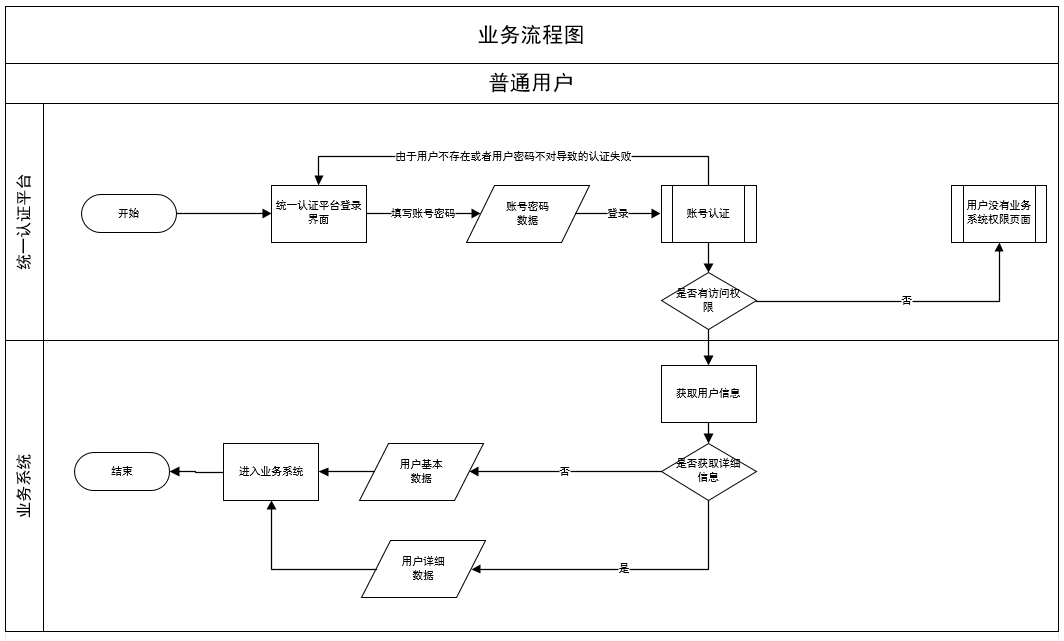 业务流程图
普通用户
统一认证平台
由于用户不存在或者用户密码不对导致的认证失败
开始
统一认证平台登录
界面
填写账号密码
账号密码
数据
登录
账号认证
用户没有业务
系统权限页面
是否有访问权
限
否
业务系统
获取用户信息
结束
进入业务系统
用户基本
数据
否
是否获取详细
信息
用户详细
数据
是